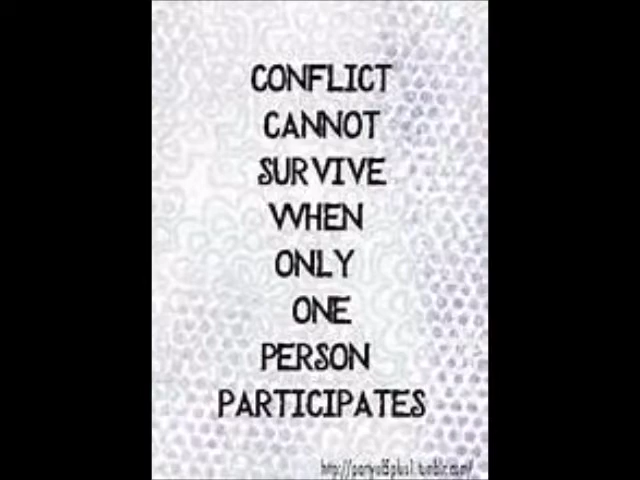 CONFLICT
CANNOT
SURVIVE
WHEN
ONLY
ONE
PERSON
PARTICIPATES